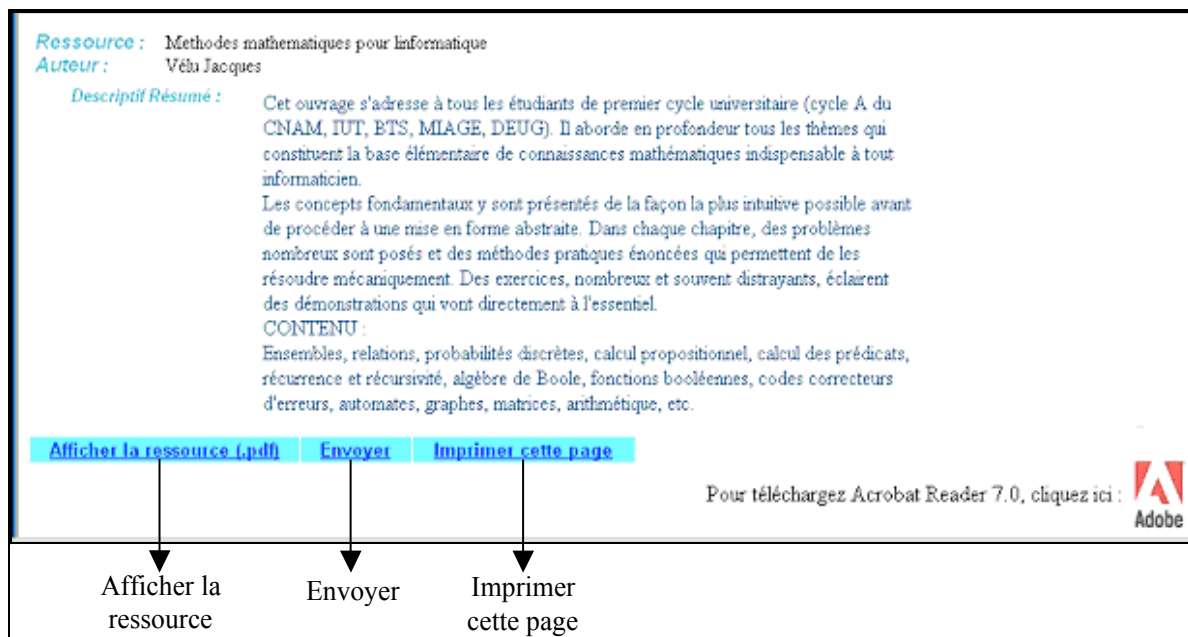 Ressource : Methodes mathematiques pour linformatique
Auteur : Vélu Jacques
Descriptif Résumé :
Cet ouvrage s'adresse à tous les étudiants de premier cycle universitaire (cycle A du
CNAM, IUT, BTS, MIAGE, DEUG). Il aborde en profondeur tous les thèmes qui
constituent la base élémentaire de connaissances mathématiques indispensable à tout
informaticien.
Les concepts fondamentaux y sont présentés de la façon la plus intuitive possible avant
de procéder à une mise en forme abstraite. Dans chaque chapitre, des problèmes
nombreux sont posés et des méthodes pratiques énoncées qui permettent de les
résoudre mécaniquement. Des exercices, nombreux et souvent distrayants, éclairent
des démonstrations qui vont directement à l'essentiel.
CONTENU :
Ensembles, relations, probabilités discrètes, calcul propositionnel, calcul des prédicats,
récurrence et récursivité, algèbre de Boole, fonctions booléennes, codes correcteurs
d'erreurs, automates, graphes, matrices, arithmétique, etc.
Afficher la ressource (.pdf) Envoyer Imprimer cette page
Pour téléchargez Acrobat Reader 7.0, cliquez ici :
Adobe
Afficher la
ressource
Envoyer
Imprimer
cette page